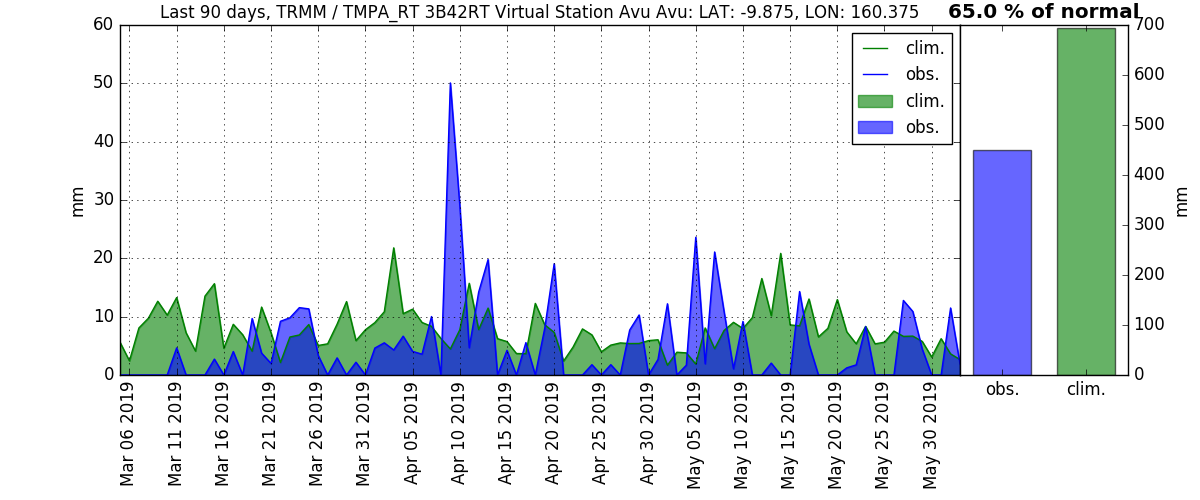 Last 90 days, TRMM / TMPA_RT 3B42RT Virtual Station Avu Avu: LAT: -9.875, LON: 160.375
65.0 % of normal
clim.
obs.
clim.
obs.
mm
60
50
40
30
20
10
0
Mar 06 2019
Mar 11 2019
Mar 16 2019
Mar 21 2019
Mar 26 2019
Mar 31 2019
Apr 05 2019
Apr 10 2019
Apr 15 2019
Apr 20 2019
Apr 25 2019
Apr 30 2019
May 05 2019
May 10 2019
May 15 2019
May 20 2019
May 25 2019
May 30 2019
700
600
500
400
300
200
100
0
mm
obs.
clim.